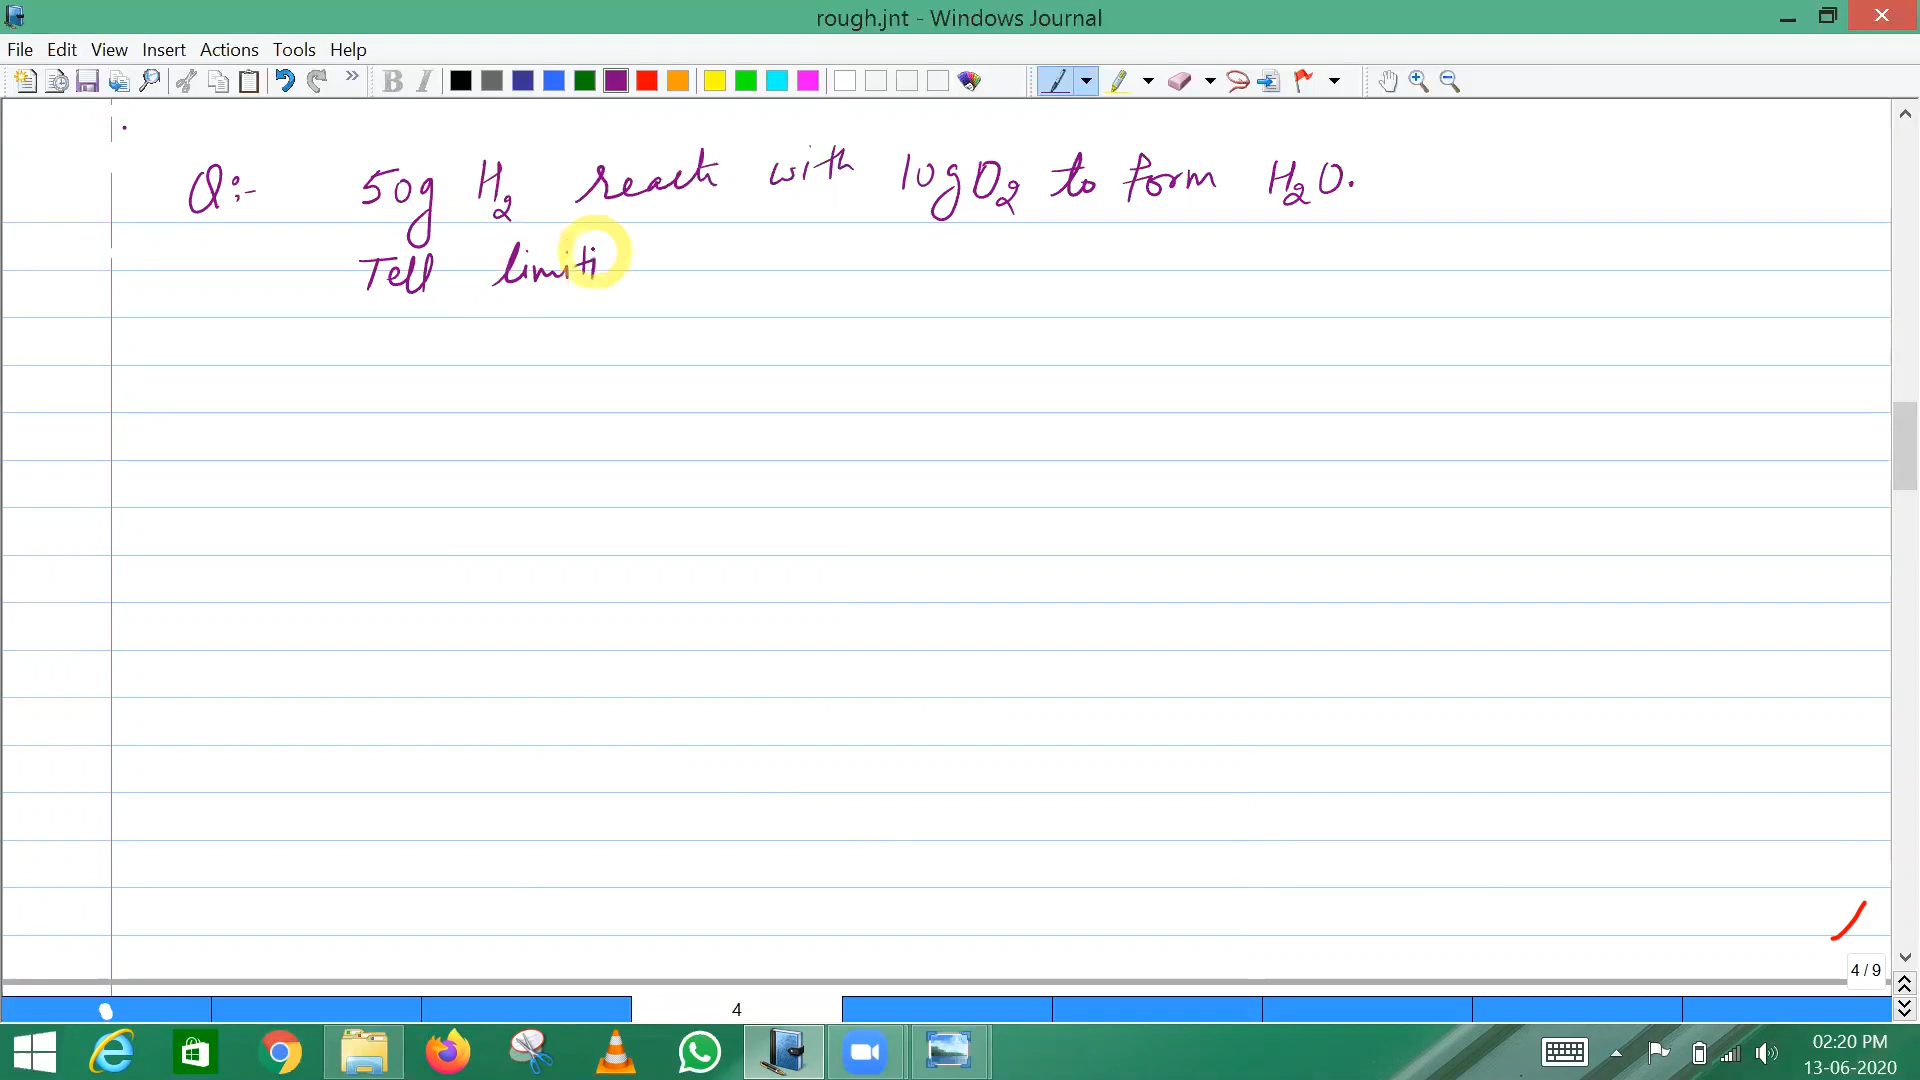 rough.jnt - Windows Journal
File Edit View Insert Actions Tools Help
B I
Q:- 50g H₂ react with 10g O₂ to form H₂O.
Tell limiti
4 / 9
4
02:20 PM
13-06-2020